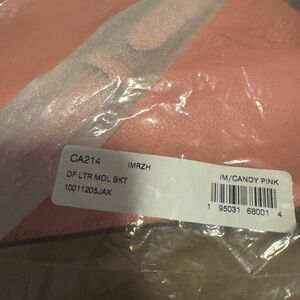 CA214 IMRZH IM/CANDY PINK
DF LTR MOL BKT
10011205JAX
1 95031 68001 4